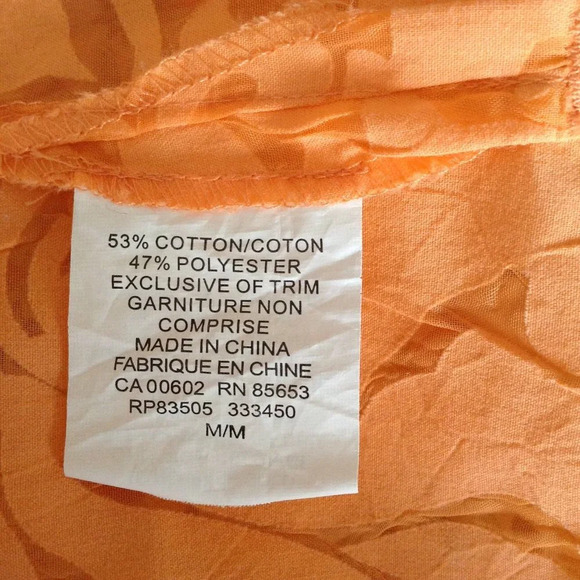 53% COTTON/COTON
47% POLYESTER
EXCLUSIVE OF TRIM
GARNITURE NON
COMPRISE
MADE IN CHINA
FABRIQUE EN CHINE
CA 00602 RN 85653
RP83505 333450
M/M